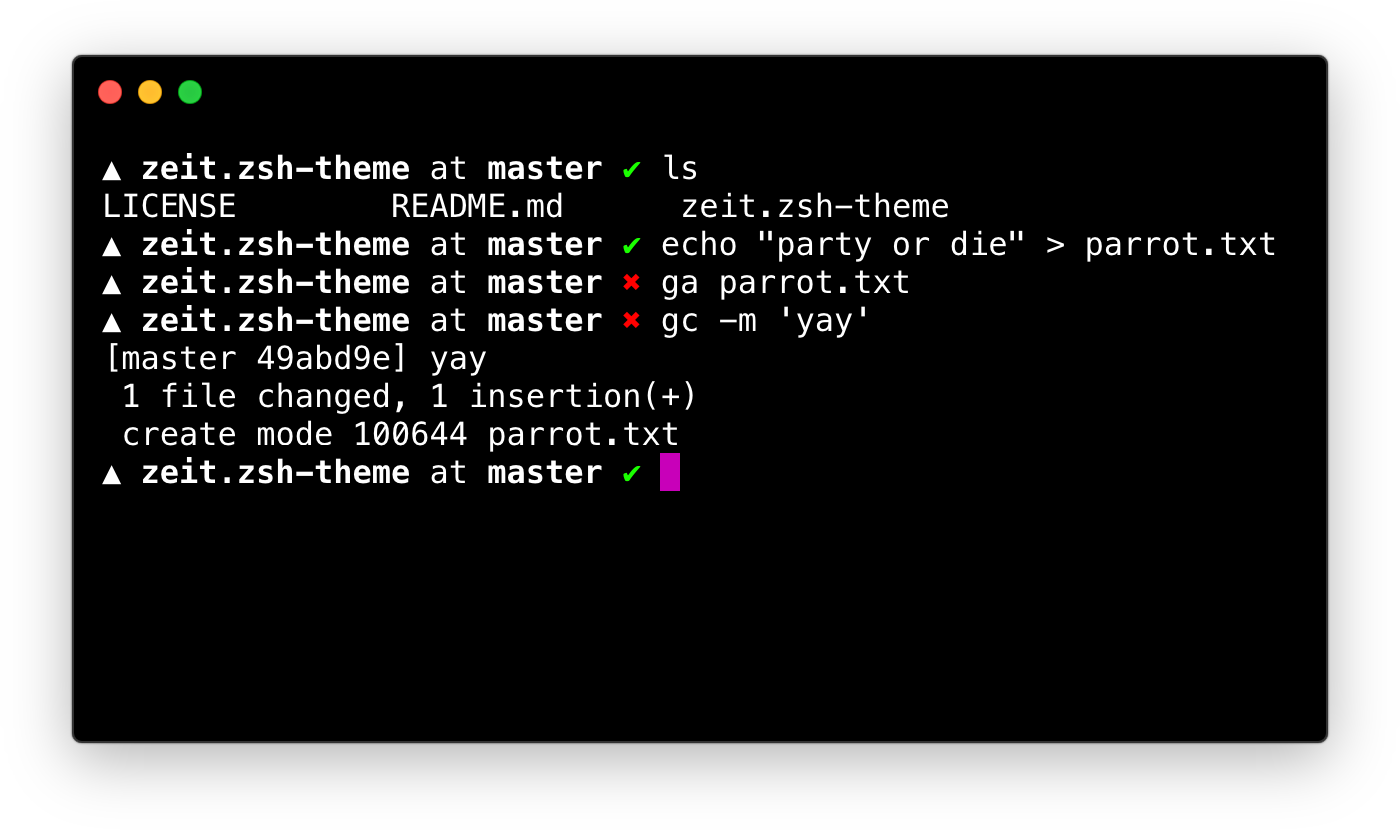 ▲ zeit.zsh-theme at master ✔ ls
LICENSE        README.md      zeit.zsh-theme
▲ zeit.zsh-theme at master ✔ echo "party or die" > parrot.txt
▲ zeit.zsh-theme at master ✖ ga parrot.txt
▲ zeit.zsh-theme at master ✖ gc -m 'yay'
[master 49abd9e] yay
 1 file changed, 1 insertion(+)
 create mode 100644 parrot.txt
▲ zeit.zsh-theme at master ✔